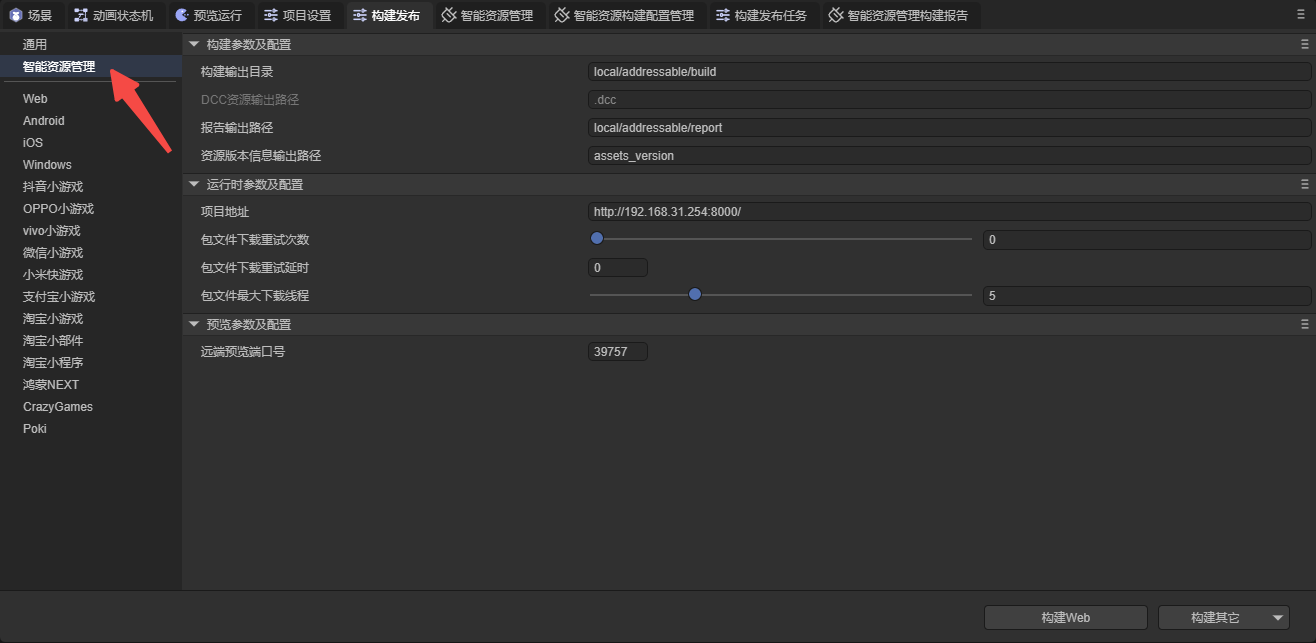 场景 动画状态机 预览运行 项目设置 构建发布 智能资源管理 智能资源构建配置管理 构建发布任务 智能资源管理构建报告
通用
智能资源管理
Web
Android
iOS
Windows
抖音小游戏
OPPO小游戏
vivo小游戏
微信小游戏
小米快游戏
支付宝小游戏
淘宝小游戏
淘宝小部件
淘宝小程序
鸿蒙NEXT
CrazyGames
Poki
构建参数及配置
构建输出目录 local/addressable/build
DCC资源输出路径 .dcc
报告输出路径 local/addressable/report
资源版本信息输出路径 assets_version
运行时参数及配置
项目地址 http://192.168.31.254:8000/
包文件下载重试次数 0
包文件下载重试延时 0
包文件最大下载线程 5
预览参数及配置
远端预览端口号 39757
构建Web 构建其它